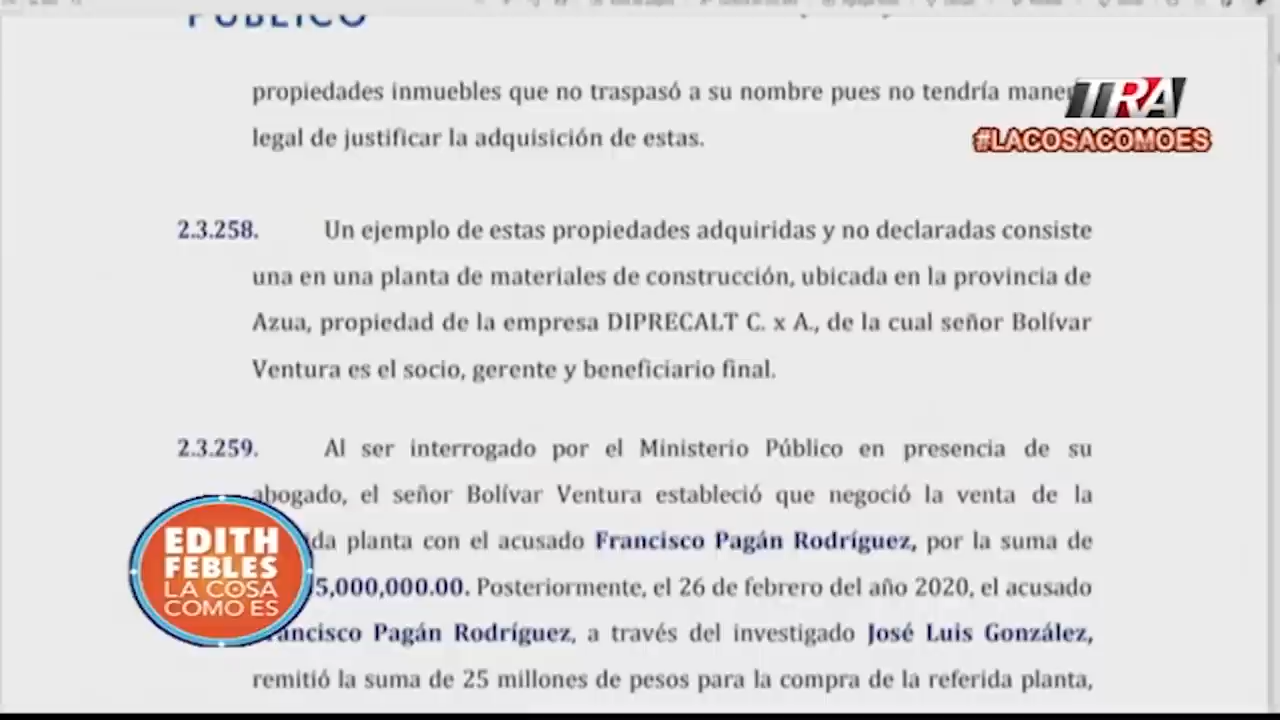 PÚBLICO
propiedades inmuebles que no traspasó a su nombre pues no tendría maner
TRA
legal de justificar la adquisición de estas.
#LACOSACOMOES
2.3.258. Un ejemplo de estas propiedades adquiridas y no declaradas consiste
una en una planta de materiales de construcción, ubicada en la provincia de
Azua, propiedad de la empresa DIPRECALT C. x A., de la cual señor Bolívar
Ventura es el socio, gerente y beneficiario final.
2.3.259. Al ser interrogado por el Ministerio Público en presencia de su
abogado, el señor Bolívar Ventura estableció que negoció la venta de la
da planta con el acusado Francisco Pagán Rodríguez, por la suma de
5,000,000.00. Posteriormente, el 26 de febrero del año 2020, el acusado
Francisco Pagán Rodríguez, a través del investigado José Luis González,
remitió la suma de 25 millones de pesos para la compra de la referida planta,
EDITH
FEBLES
LA COSA
COMO ES